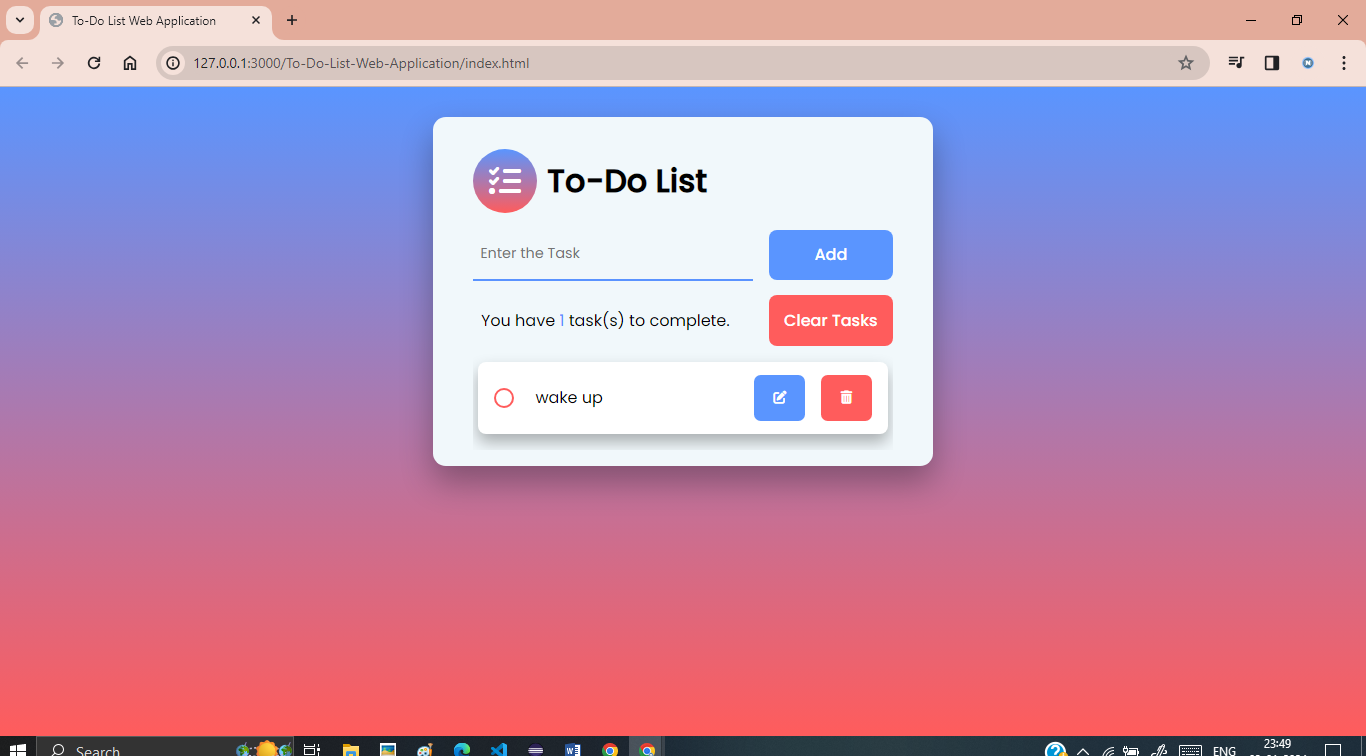 To-Do List Web Application
127.0.0.1:3000/To-Do-List-Web-Application/index.html
To-Do List
Enter the Task
Add
You have 1 task(s) to complete.
Clear Tasks
wake up
Search
ENG
23:49